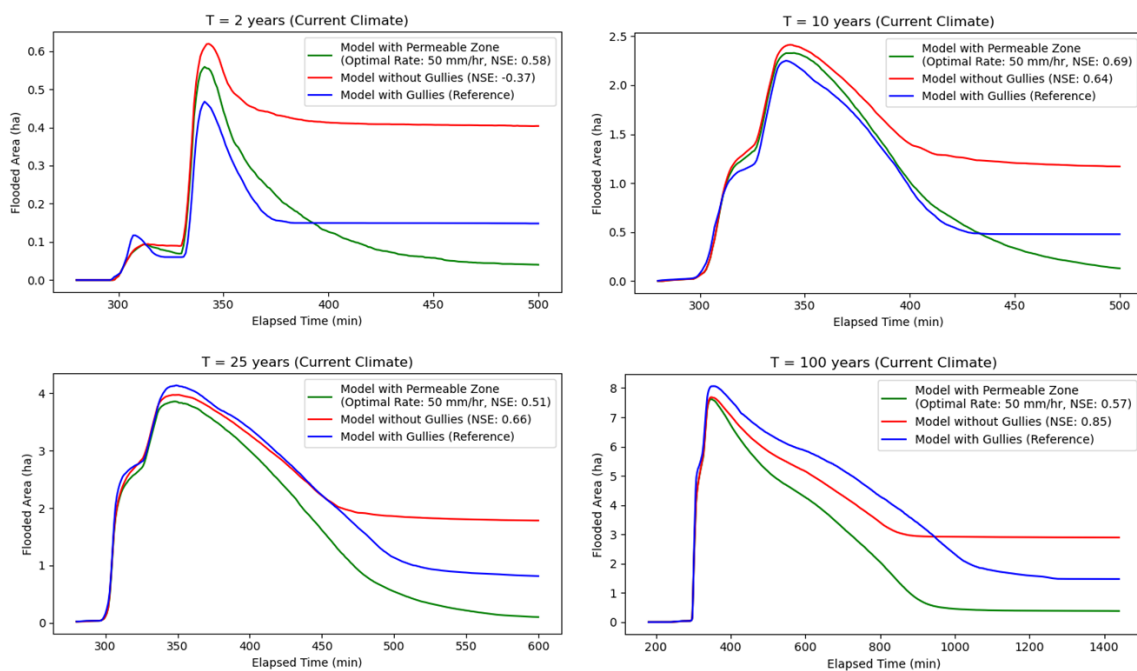 T = 2 years (Current Climate)
Flooded Area (ha)
0.6
0.5
0.4
0.3
0.2
0.1
0.0
Model with Permeable Zone
(Optimal Rate: 50 mm/hr, NSE: 0.58)
Model without Gullies (NSE: -0.37)
Model with Gullies (Reference)
300 350 400 450 500
Elapsed Time (min)
T = 10 years (Current Climate)
Flooded Area (ha)
2.5
2.0
1.5
1.0
0.5
0.0
Model with Permeable Zone
(Optimal Rate: 50 mm/hr, NSE: 0.69)
Model without Gullies (NSE: 0.64)
Model with Gullies (Reference)
300 350 400 450 500
Elapsed Time (min)
T = 25 years (Current Climate)
Flooded Area (ha)
4
3
2
1
0
Model with Permeable Zone
(Optimal Rate: 50 mm/hr, NSE: 0.51)
Model without Gullies (NSE: 0.66)
Model with Gullies (Reference)
300 350 400 450 500 550 600
Elapsed Time (min)
T = 100 years (Current Climate)
Flooded Area (ha)
8
7
6
5
4
3
2
1
0
Model with Permeable Zone
(Optimal Rate: 50 mm/hr, NSE: 0.57)
Model without Gullies (NSE: 0.85)
Model with Gullies (Reference)
200 400 600 800 1000 1200 1400
Elapsed Time (min)